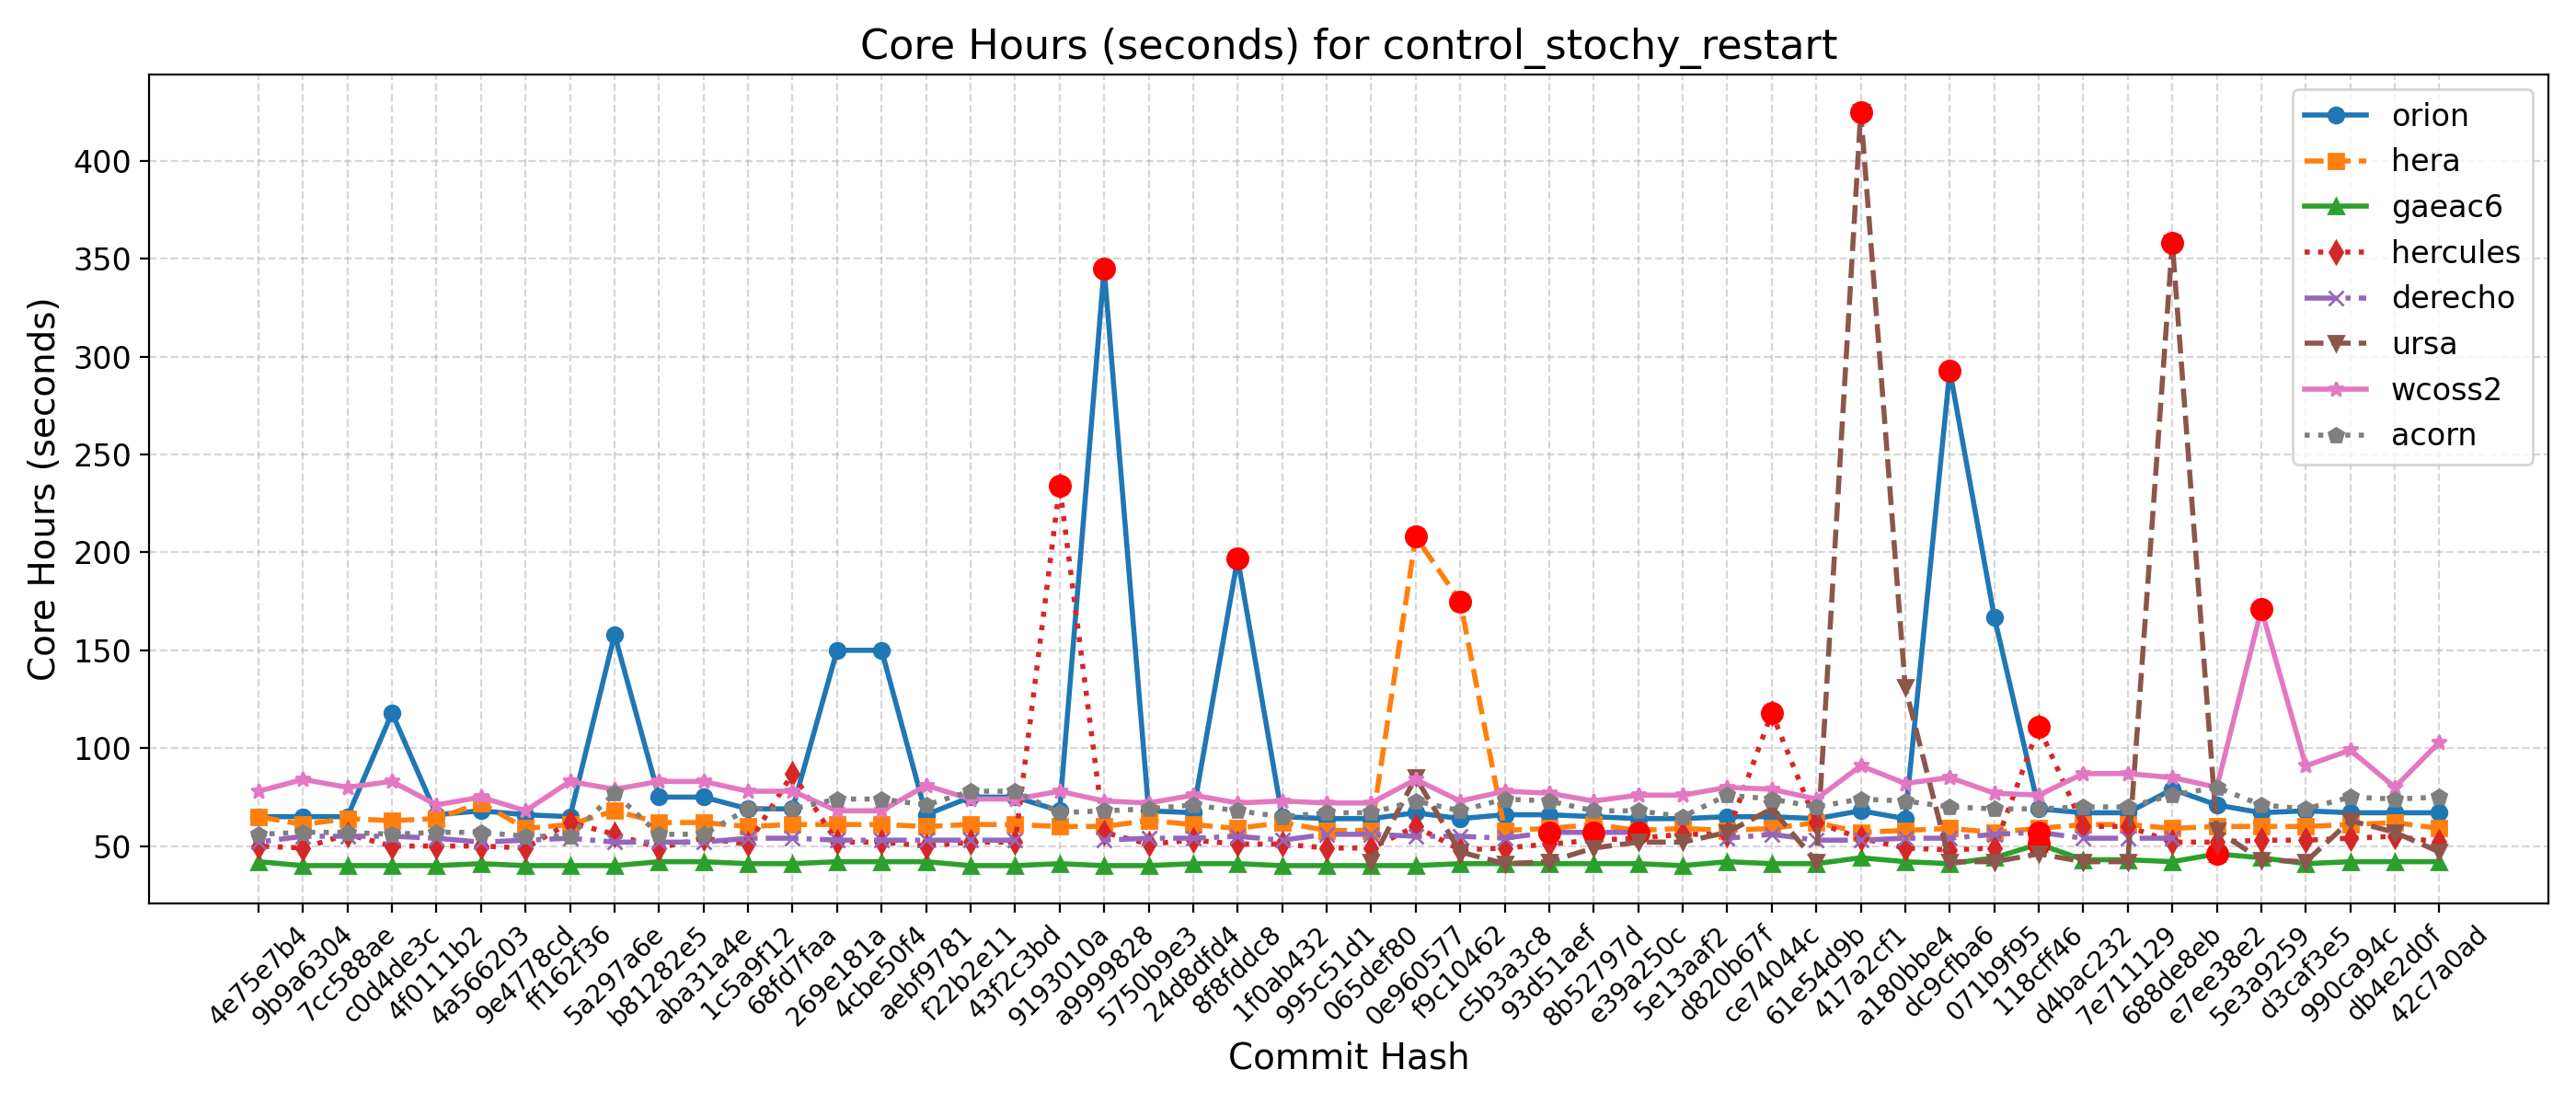 Core Hours (seconds) for control_stochy_restart
Core Hours (seconds)
400
350
300
250
200
150
100
50
orion
hera
gaeac6
hercules
derecho
ursa
wcoss2
acorn
4e75e7b4
9b9a6304
7cc588ae
c0d4de3c
4f0111b2
4a566203
9e4778cd
ff162f36
5a297a6e
b81282e5
aba31a4e
1c5a9f12
68fd7faa
269e181a
4cbe50f4
aebf9781
f22b2e11
43f2c3bd
9193010a
a9999828
5750b9e3
24d8dfd4
8f8fddc8
1f0ab432
995c51d1
065def80
0e960577
f9c10462
c5b3a3c8
93d51aef
8b52797d
e39a250c
5e13aaf2
d820b67f
ce74044c
61e54d9b
417a2cf1
a180bbe4
dc9cfba6
071b9f95
118cff46
d4bac232
7e711129
688de8eb
e7ee38e2
5e3a9259
d3caf3e5
990ca94c
db4e2d0f
42c7a0ad
Commit Hash